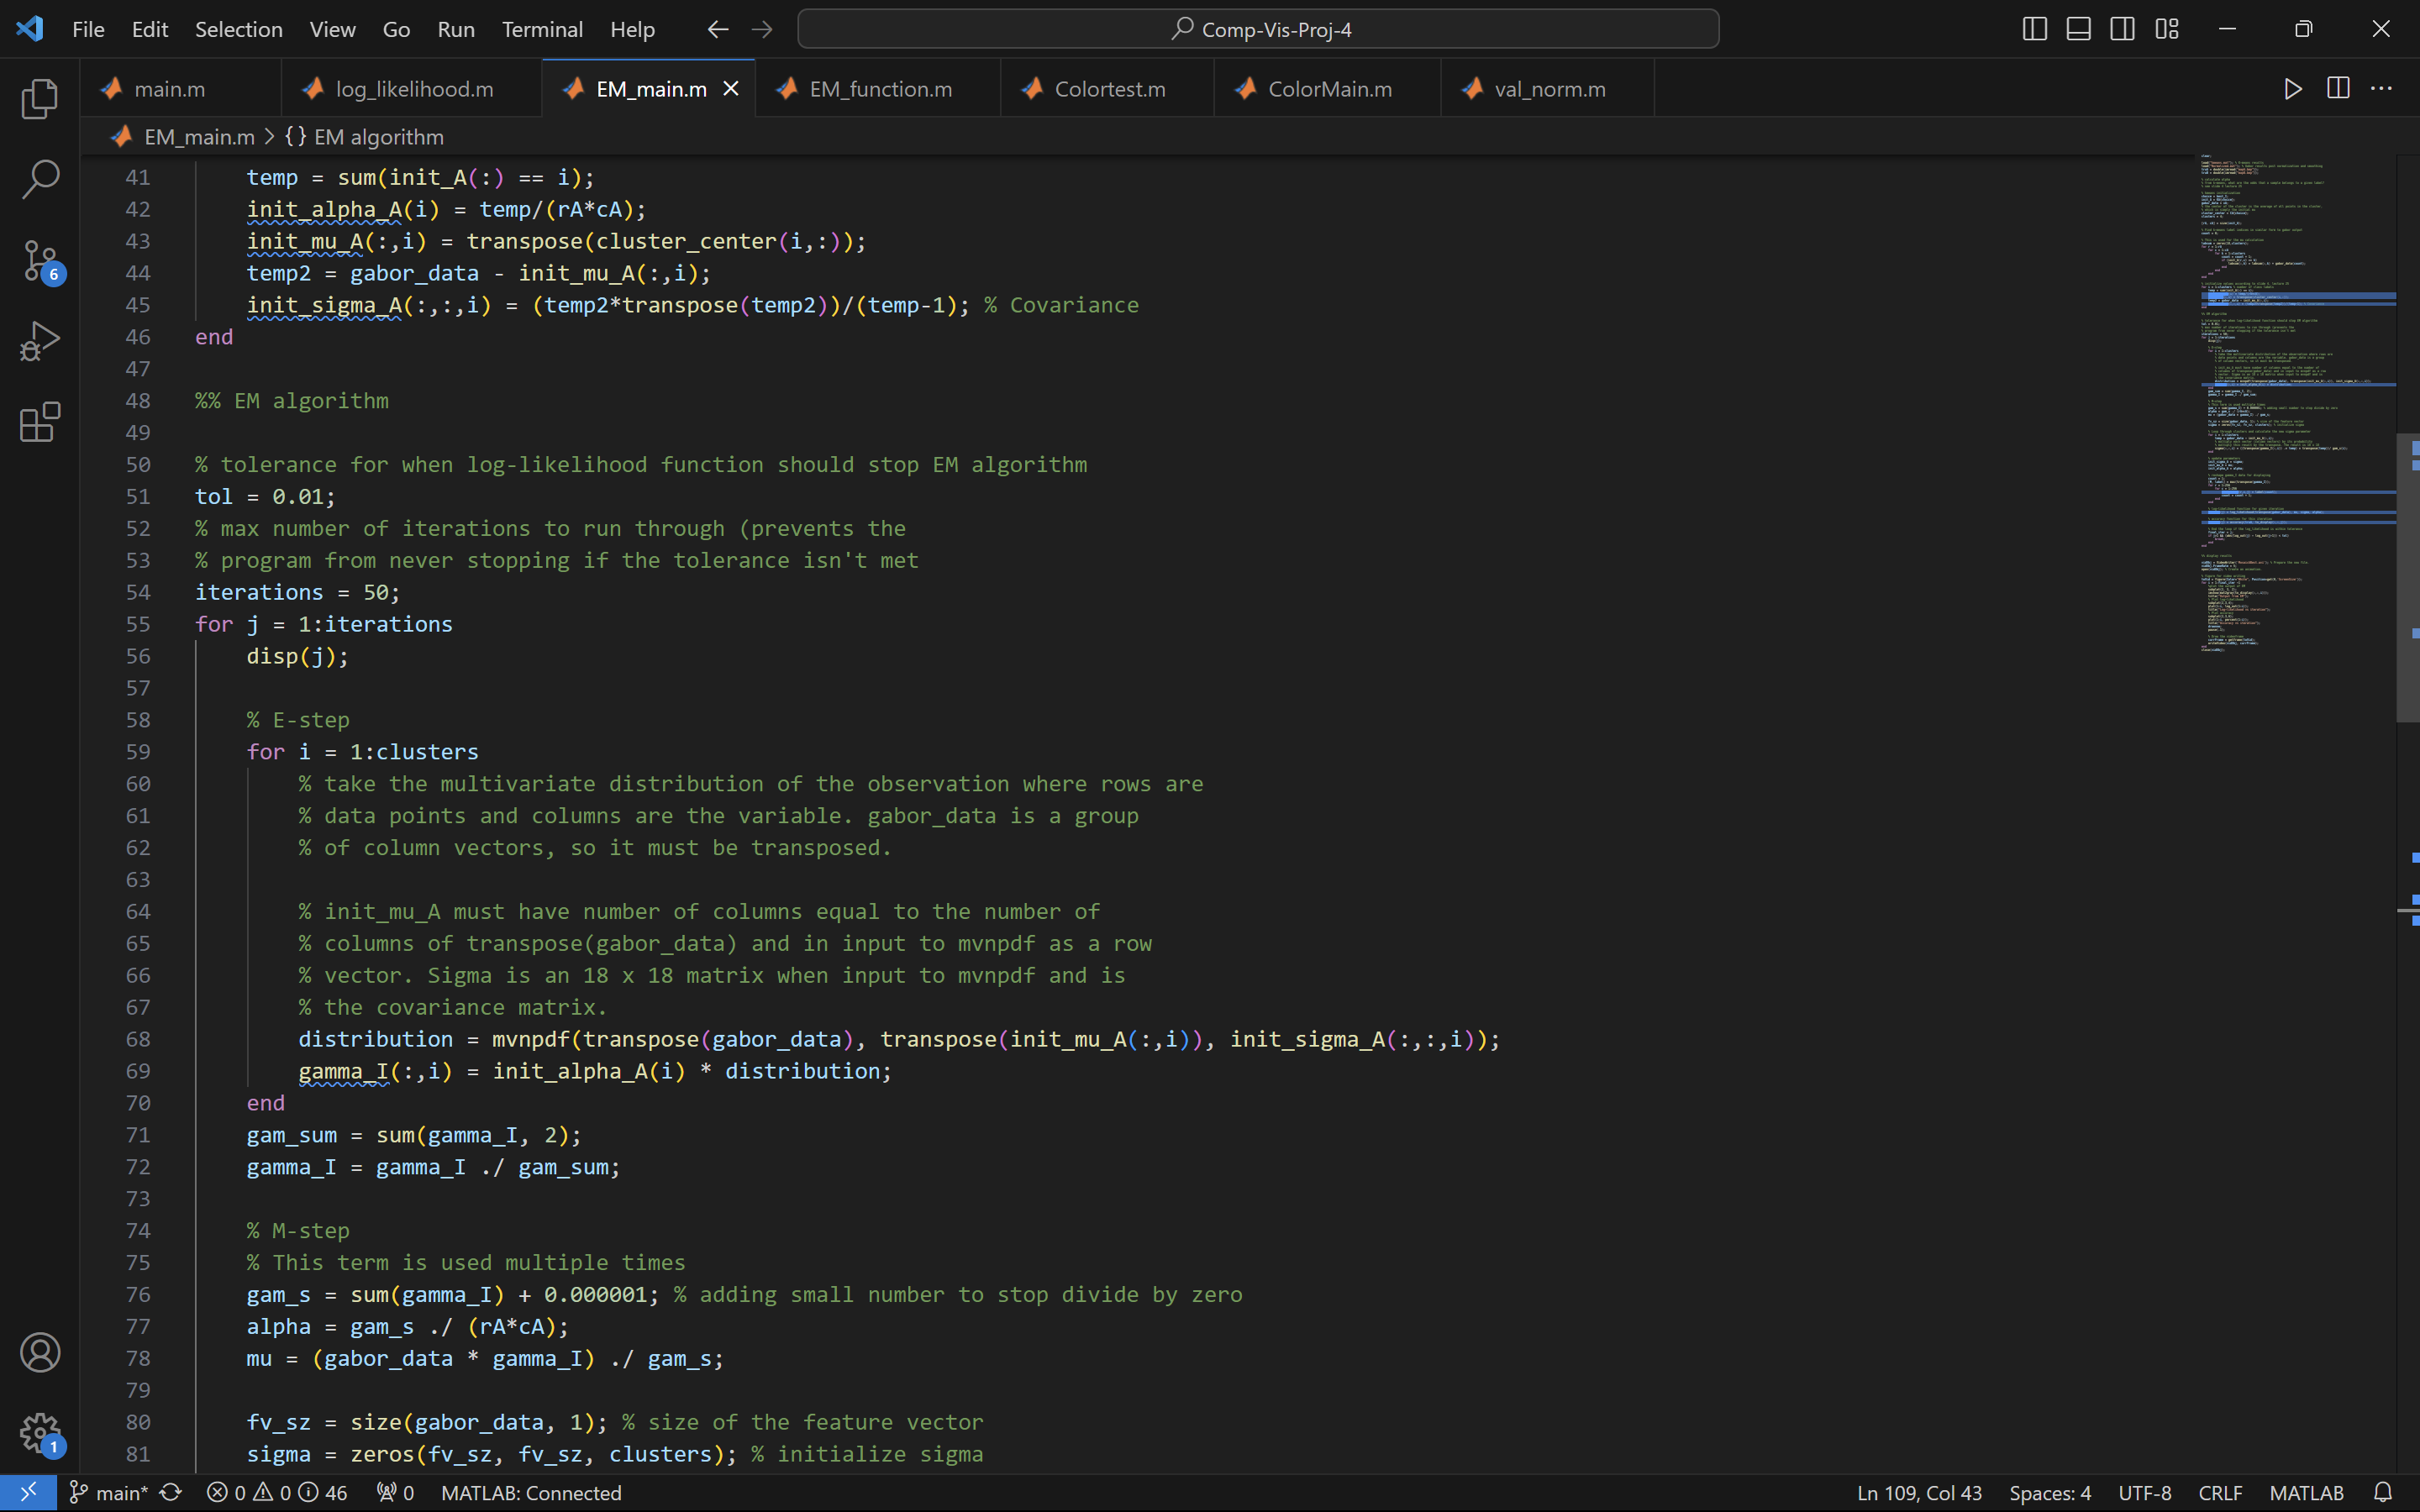 File Edit Selection View Go Run Terminal Help Comp-Vis-Proj-4
main.m log_likelihood.m EM_main.m EM_function.m Colortest.m ColorMain.m val_norm.m
EM_main.m > {} EM algorithm
41 temp = sum(init_A(:) == i);
42 init_alpha_A(i) = temp/(rA*cA);
43 init_mu_A(:,i) = transpose(cluster_center(i,:));
44 temp2 = gabor_data - init_mu_A(:,i);
45 init_sigma_A(:,:,i) = (temp2*transpose(temp2))/(temp-1); % Covariance
46 end
47
48 %% EM algorithm
49
50 % tolerance for when log-likelihood function should stop EM algorithm
51 tol = 0.01;
52 % max number of iterations to run through (prevents the
53 % program from never stopping if the tolerance isn't met
54 iterations = 50;
55 for j = 1:iterations
56 disp(j);
57
58 % E-step
59 for i = 1:clusters
60 % take the multivariate distribution of the observation where rows are
61 % data points and columns are the variable. gabor_data is a group
62 % of column vectors, so it must be transposed.
63
64 % init_mu_A must have number of columns equal to the number of
65 % columns of transpose(gabor_data) and in input to mvnpdf as a row
66 % vector. Sigma is an 18 x 18 matrix when input to mvnpdf and is
67 % the covariance matrix.
68 distribution = mvnpdf(transpose(gabor_data), transpose(init_mu_A(:,i)), init_sigma_A(:,:,i));
69 gamma_I(:,i) = init_alpha_A(i) * distribution;
70 end
71 gam_sum = sum(gamma_I, 2);
72 gamma_I = gamma_I ./ gam_sum;
73
74 % M-step
75 % This term is used multiple times
76 gam_s = sum(gamma_I) + 0.000001; % adding small number to stop divide by zero
77 alpha = gam_s ./ (rA*cA);
78 mu = (gabor_data * gamma_I) ./ gam_s;
79
80 fv_sz = size(gabor_data, 1); % size of the feature vector
81 sigma = zeros(fv_sz, fv_sz, clusters); % initialize sigma
6
1
main* 0 0 46 0 MATLAB: Connected Ln 109, Col 43 Spaces: 4 UTF-8 CRLF MATLAB